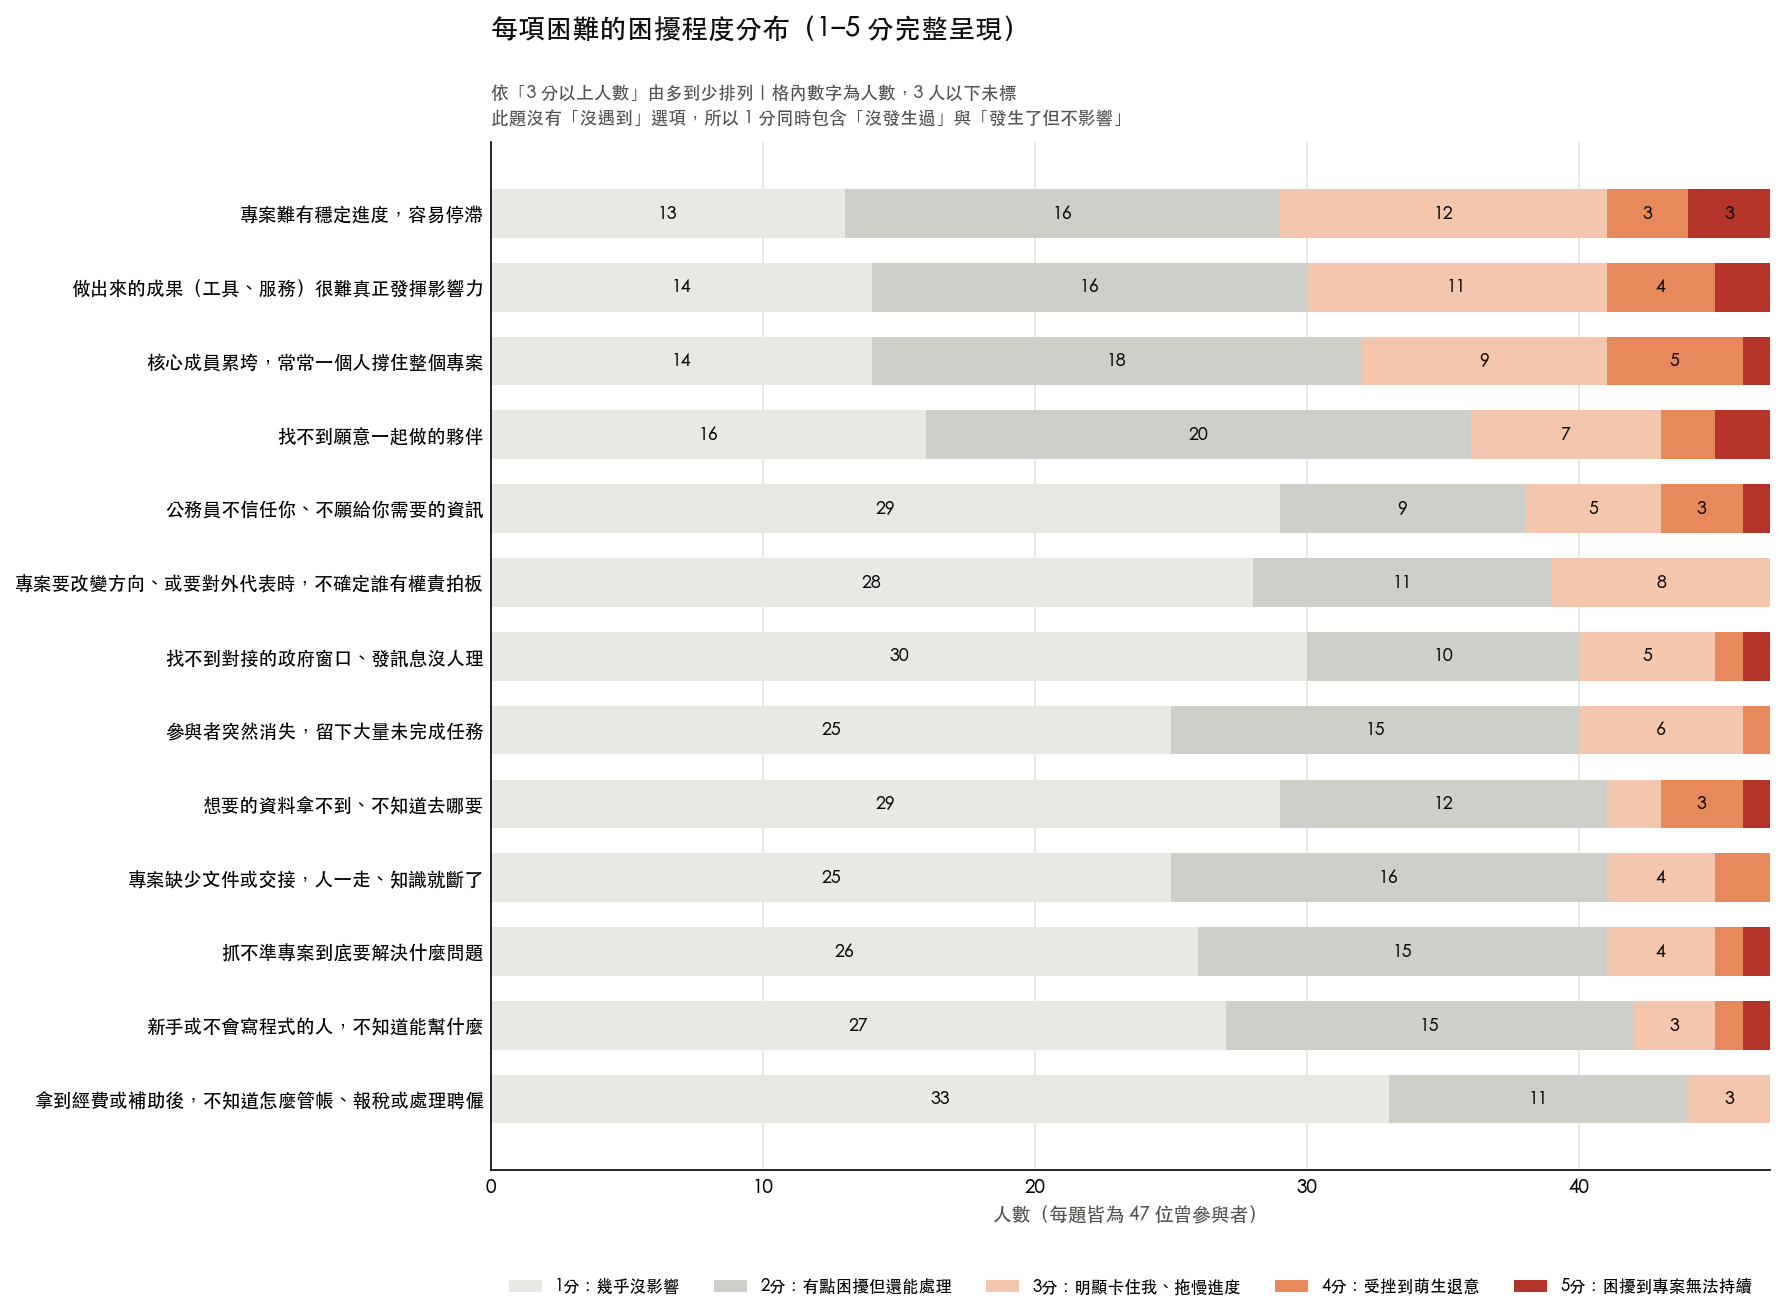 每項困難的困擾程度分布（1–5 分完整呈現）
依「3 分以上人數」由多到少排列｜格內數字為人數，3 人以下未標
此題沒有「沒遇到」選項，所以 1 分同時包含「沒發生過」與「發生了但不影響」
專案難有穩定進度，容易停滯 13 16 12 3 3
做出來的成果（工具、服務）很難真正發揮影響力 14 16 11 4
核心成員累垮，常常一個人撐住整個專案 14 18 9 5
找不到願意一起做的夥伴 16 20 7
公務員不信任你、不願給你需要的資訊 29 9 5 3
專案要改變方向、或要對外代表時，不確定誰有權責拍板 28 11 8
找不到對接的政府窗口、發訊息沒人理 30 10 5
參與者突然消失，留下大量未完成任務 25 15 6
想要的資料拿不到、不知道去哪要 29 12 3
專案缺少文件或交接，人一走、知識就斷了 25 16 4
抓不準專案到底要解決什麼問題 26 15 4
新手或不會寫程式的人，不知道能幫什麼 27 15 3
拿到經費或補助後，不知道怎麼管帳、報稅或處理聘僱 33 11 3
0 10 20 30 40
人數（每題皆為 47 位曾參與者）
1分：幾乎沒影響 2分：有點困擾但還能處理 3分：明顯卡住我、拖慢進度 4分：受挫到萌生退意 5分：困擾到專案無法持續